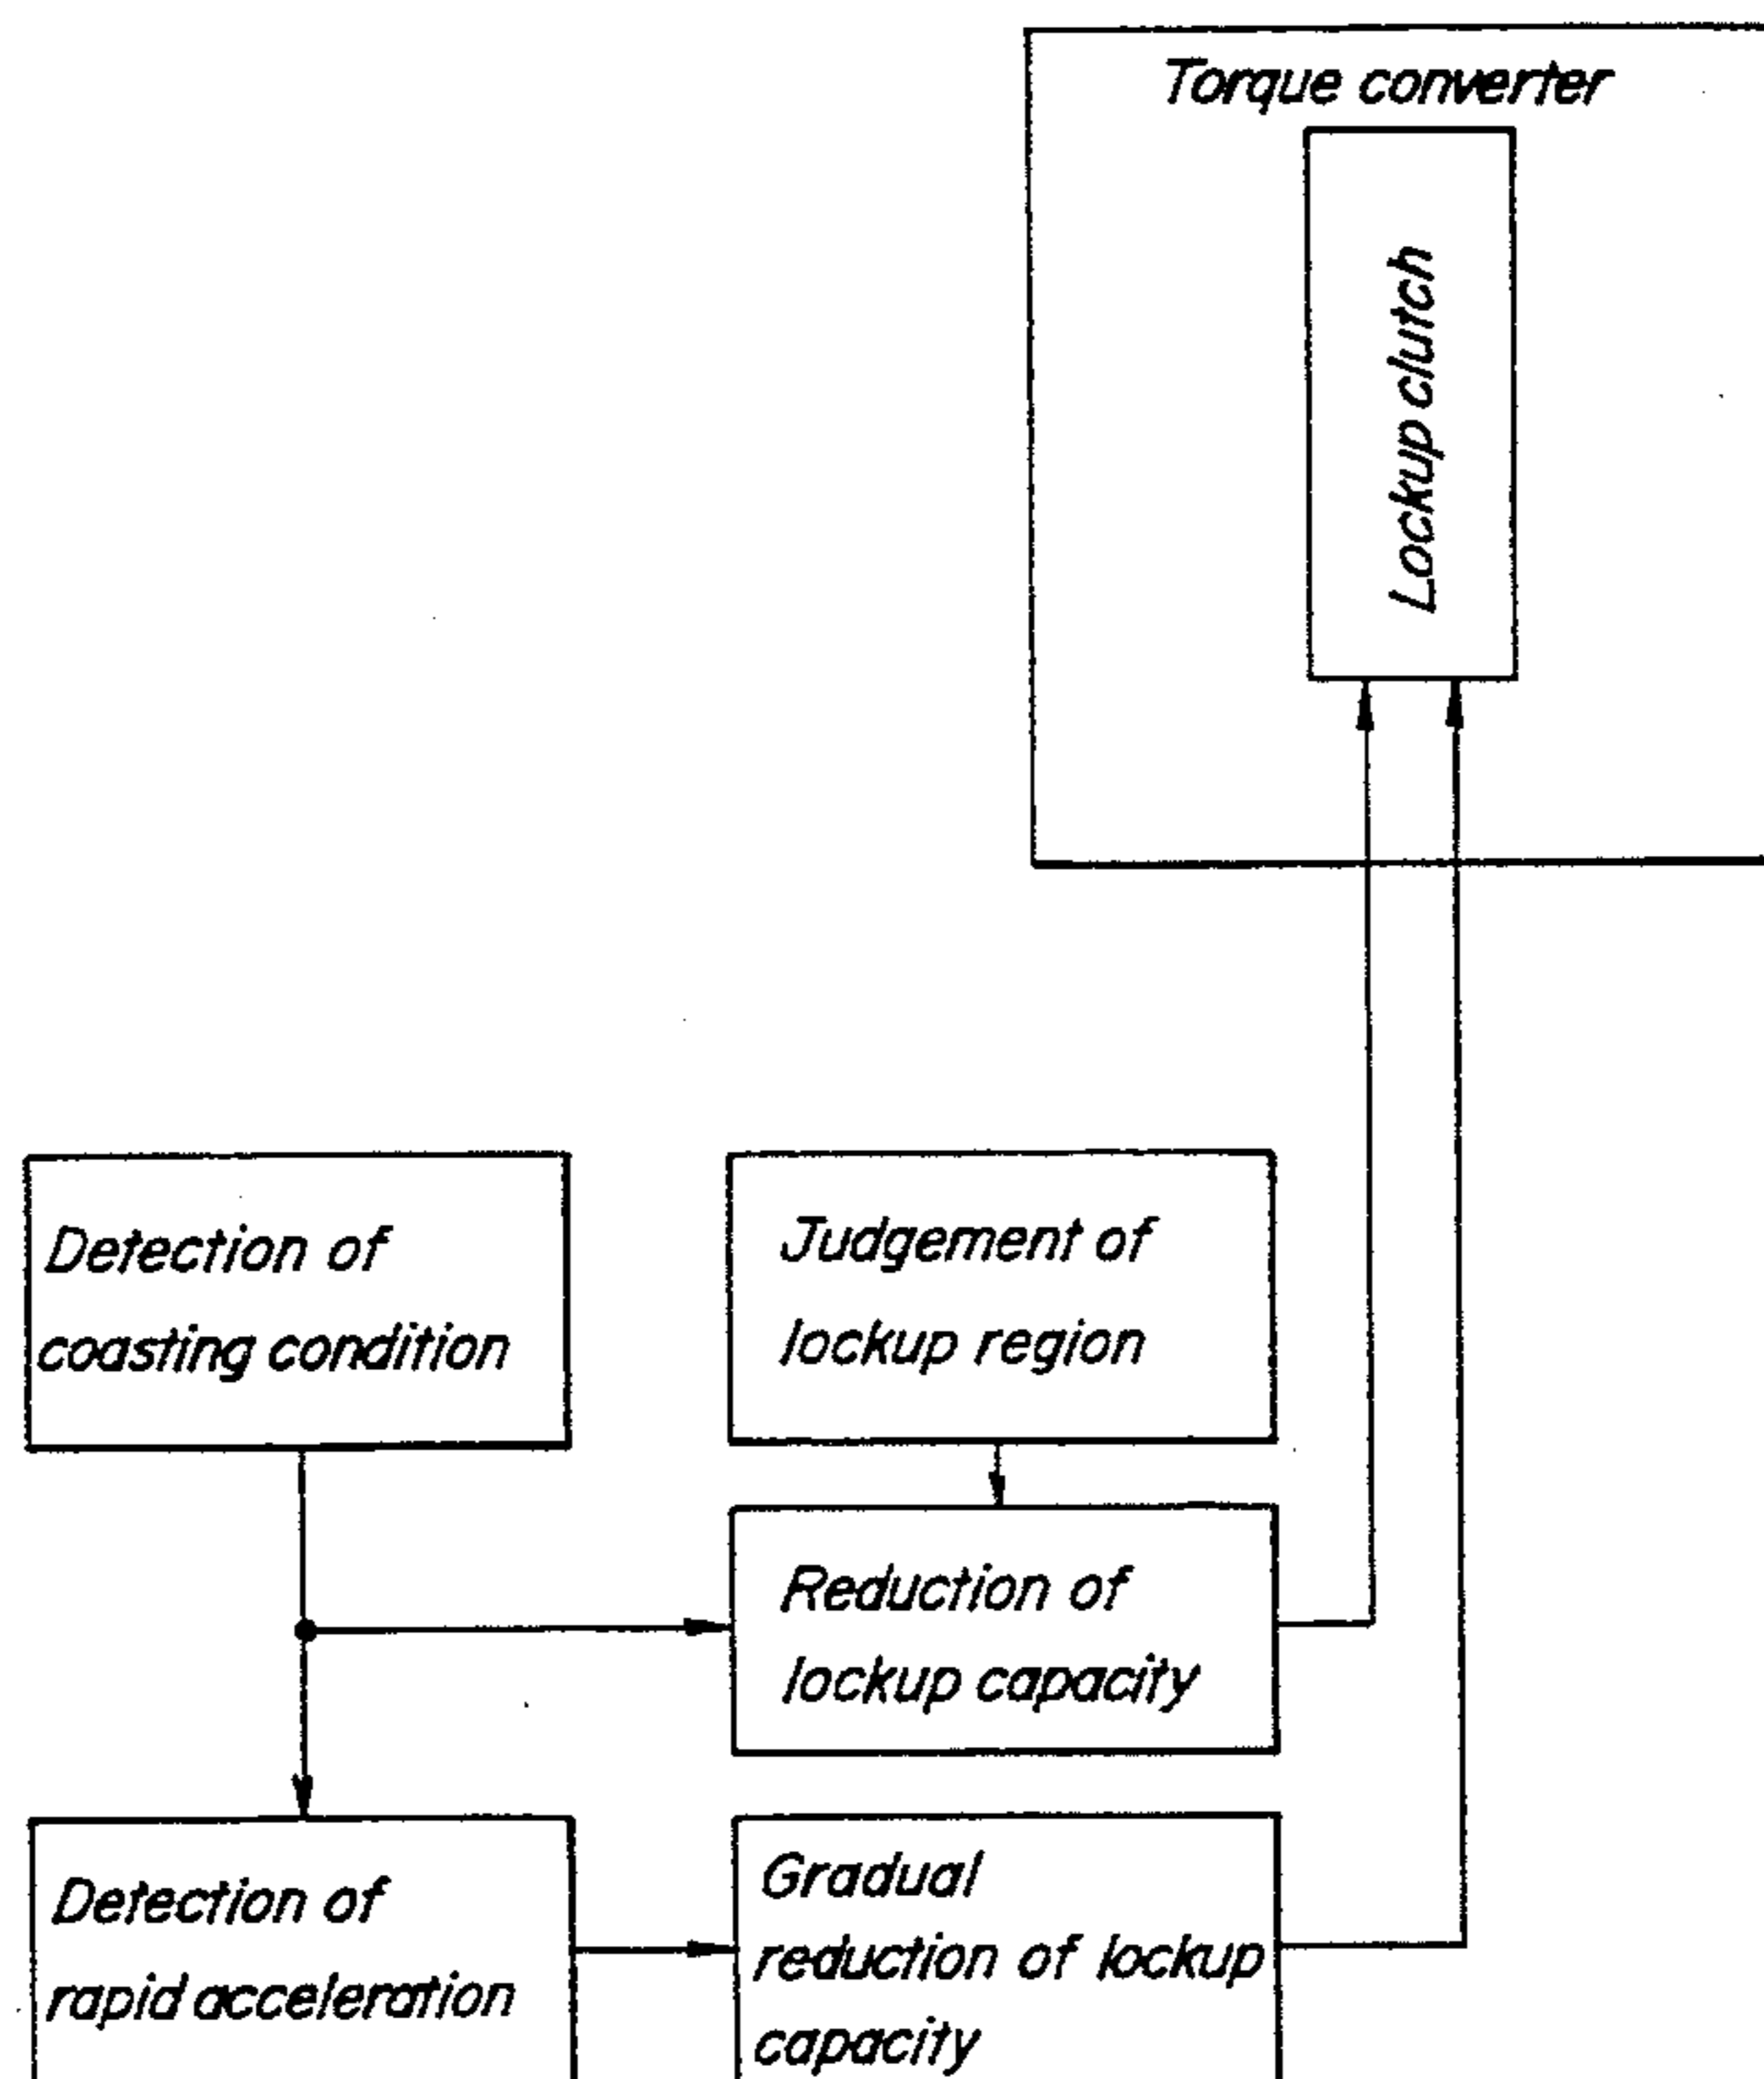 Torque converter
Lockup clutch
Detection of
coasting condition
Judgement of
lockup region
Reduction of
lockup capacity
Detection of
rapid acceleration
Gradual
reduction of lockup
capacity